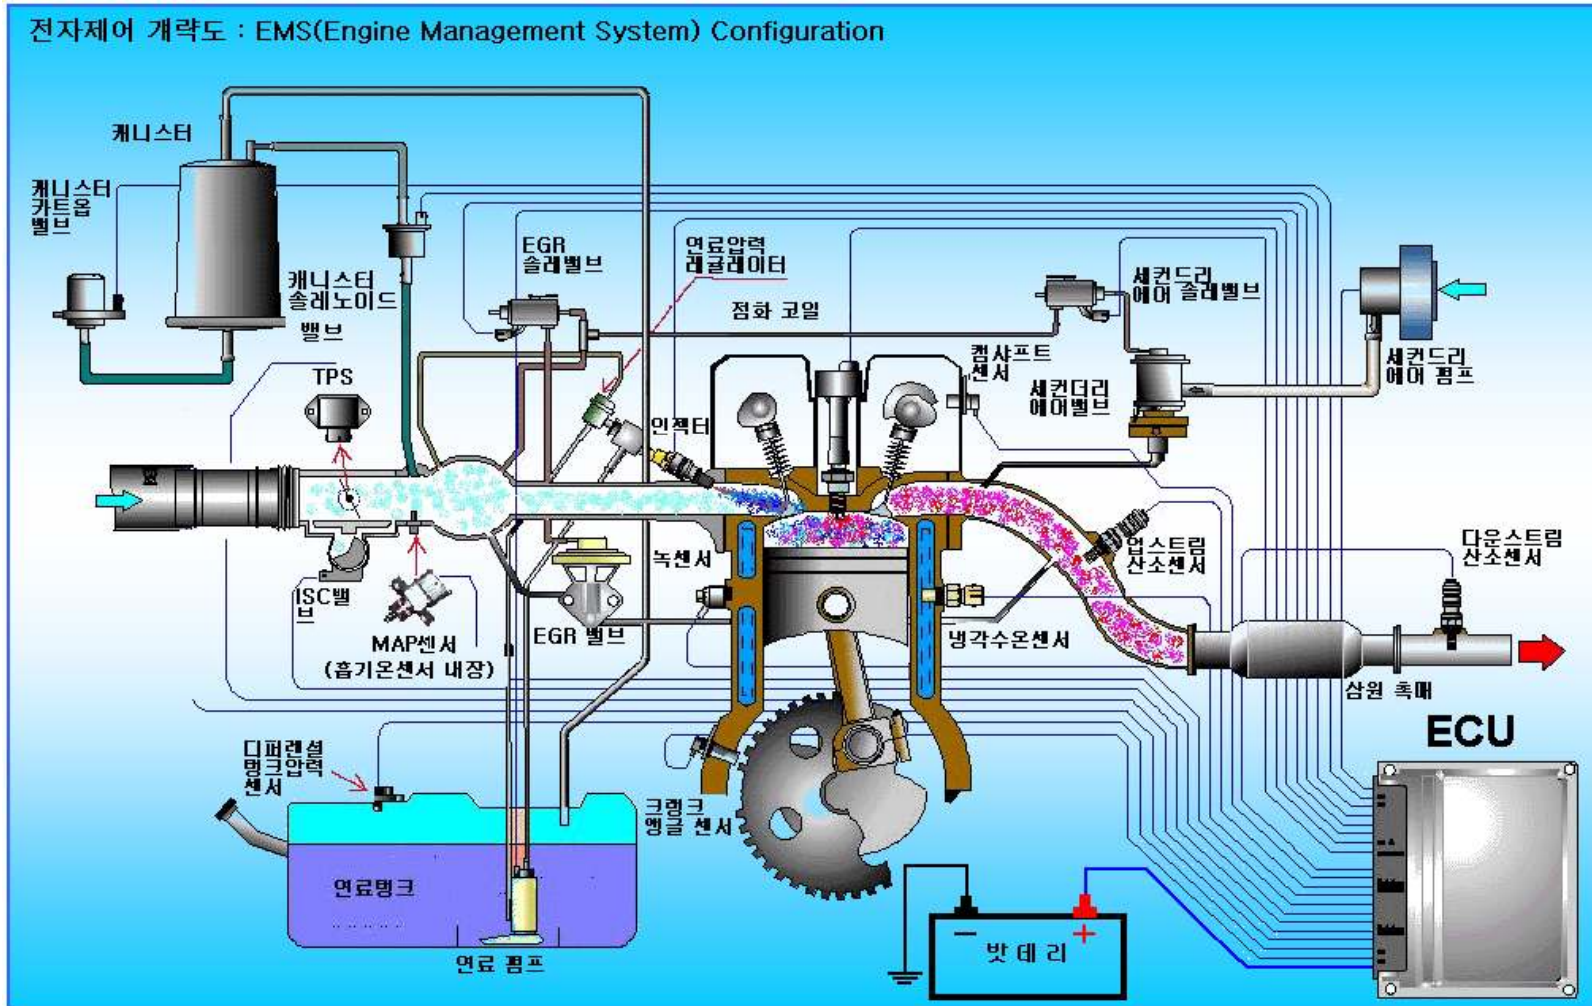 전자제어 개략도 : EMS(Engine Management System) Configuration
캐니스터
캐니스터
카트옵
밸브
캐니스터
솔레노이드
밸브
EGR
솔레밸브
연료압력
레귤레이터
점화 코일
세컨드리
에어 솔레밸브
캠샤프트
센서
세컨더리
에어밸브
세컨드리
에어 펌프
TPS
인젝터
ISC밸
브
MAP센서
(흡기온센서 내장)
EGR 밸브
녹센서
냉각수온센서
업스트림
산소센서
다운스트림
산소센서
삼원 촉매
ECU
디퍼렌셜
탱크압력
센서
크랭크
앵글 센서
연료탱크
연료 펌프
− +
밧데리